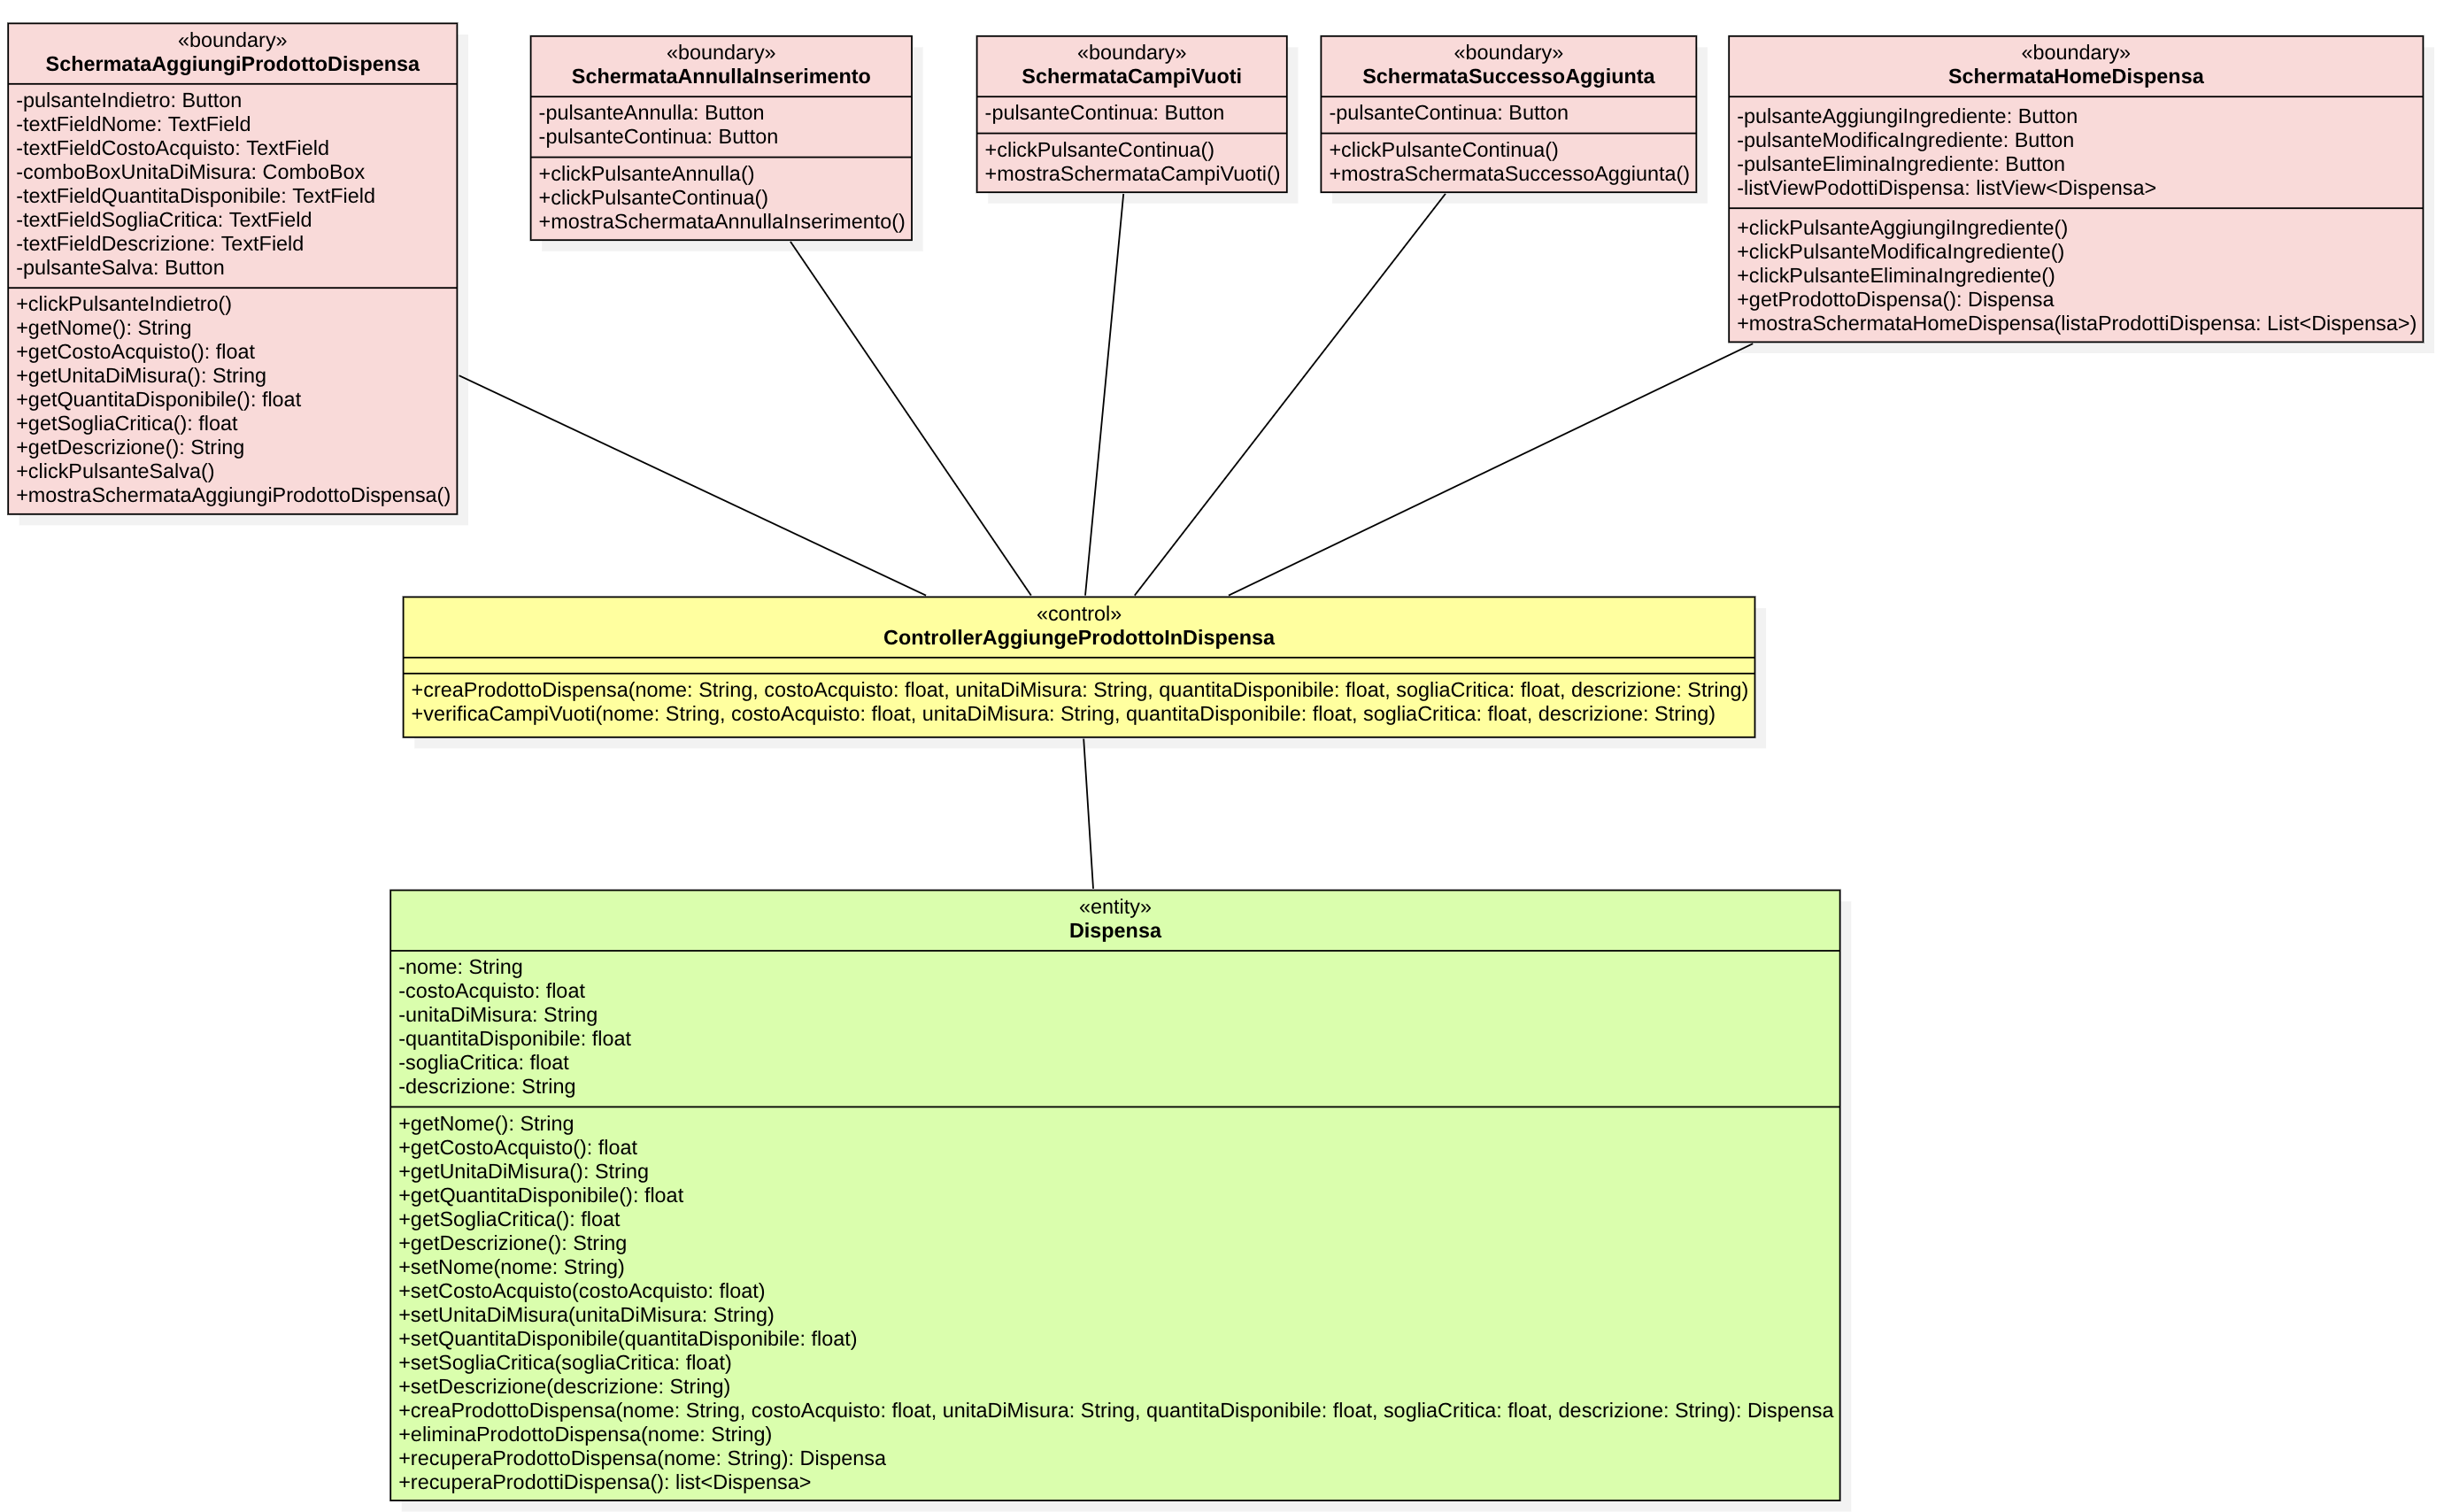 «boundary»
SchermataAggiungiProdottoDispensa
-pulsanteIndietro: Button
-textFieldNome: TextField
-textFieldCostoAcquisto: TextField
-comboBoxUnitaDiMisura: ComboBox
-textFieldQuantitaDisponibile: TextField
-textFieldSogliaCritica: TextField
-textFieldDescrizione: TextField
-pulsanteSalva: Button
+clickPulsanteIndietro()
+getNome(): String
+getCostoAcquisto(): float
+getUnitaDiMisura(): String
+getQuantitaDisponibile(): float
+getSogliaCritica(): float
+getDescrizione(): String
+clickPulsanteSalva()
+mostraSchermataAggiungiProdottoDispensa()
«boundary»
SchermataAnnullaInserimento
-pulsanteAnnulla: Button
-pulsanteContinua: Button
+clickPulsanteAnnulla()
+clickPulsanteContinua()
+mostraSchermataAnnullaInserimento()
«boundary»
SchermataCampiVuoti
-pulsanteContinua: Button
+clickPulsanteContinua()
+mostraSchermataCampiVuoti()
«boundary»
SchermataSuccessoAggiunta
-pulsanteContinua: Button
+clickPulsanteContinua()
+mostraSchermataSuccessoAggiunta()
«boundary»
SchermataHomeDispensa
-pulsanteAggiungiIngrediente: Button
-pulsanteModificaIngrediente: Button
-pulsanteEliminaIngrediente: Button
-listViewPodottiDispensa: listView<Dispensa>
+clickPulsanteAggiungiIngrediente()
+clickPulsanteModificaIngrediente()
+clickPulsanteEliminaIngrediente()
+getProdottoDispensa(): Dispensa
+mostraSchermataHomeDispensa(listaProdottiDispensa: List<Dispensa>)
«control»
ControllerAggiungeProdottoInDispensa
+creaProdottoDispensa(nome: String, costoAcquisto: float, unitaDiMisura: String, quantitaDisponibile: float, sogliaCritica: float, descrizione: String)
+verificaCampiVuoti(nome: String, costoAcquisto: float, unitaDiMisura: String, quantitaDisponibile: float, sogliaCritica: float, descrizione: String)
«entity»
Dispensa
-nome: String
-costoAcquisto: float
-unitaDiMisura: String
-quantitaDisponibile: float
-sogliaCritica: float
-descrizione: String
+getNome(): String
+getCostoAcquisto(): float
+getUnitaDiMisura(): String
+getQuantitaDisponibile(): float
+getSogliaCritica(): float
+getDescrizione(): String
+setNome(nome: String)
+setCostoAcquisto(costoAcquisto: float)
+setUnitaDiMisura(unitaDiMisura: String)
+setQuantitaDisponibile(quantitaDisponibile: float)
+setSogliaCritica(sogliaCritica: float)
+setDescrizione(descrizione: String)
+creaProdottoDispensa(nome: String, costoAcquisto: float, unitaDiMisura: String, quantitaDisponibile: float, sogliaCritica: float, descrizione: String): Dispensa
+eliminaProdottoDispensa(nome: String)
+recuperaProdottoDispensa(nome: String): Dispensa
+recuperaProdottiDispensa(): list<Dispensa>